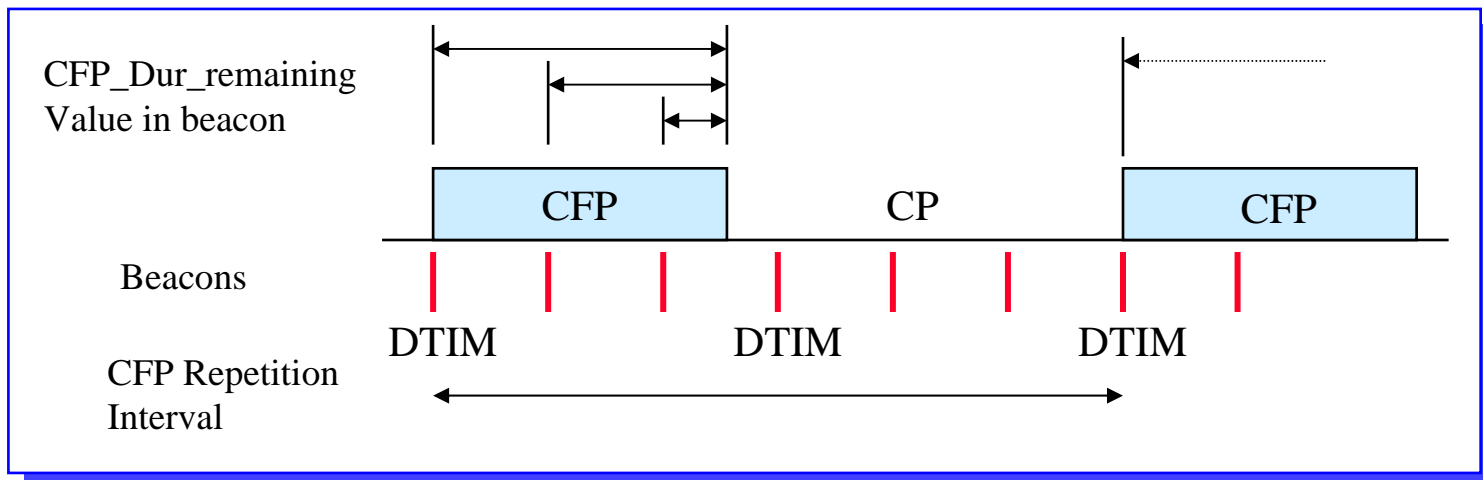 CFP_Dur_remaining
Value in beacon
CFP
CP
CFP
Beacons
DTIM
DTIM
DTIM
CFP Repetition
Interval